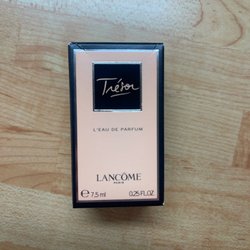 Trésor
L'EAU DE PARFUM
LANCÔME
PARIS
℮ 7.5 ml 0.25 FL.OZ